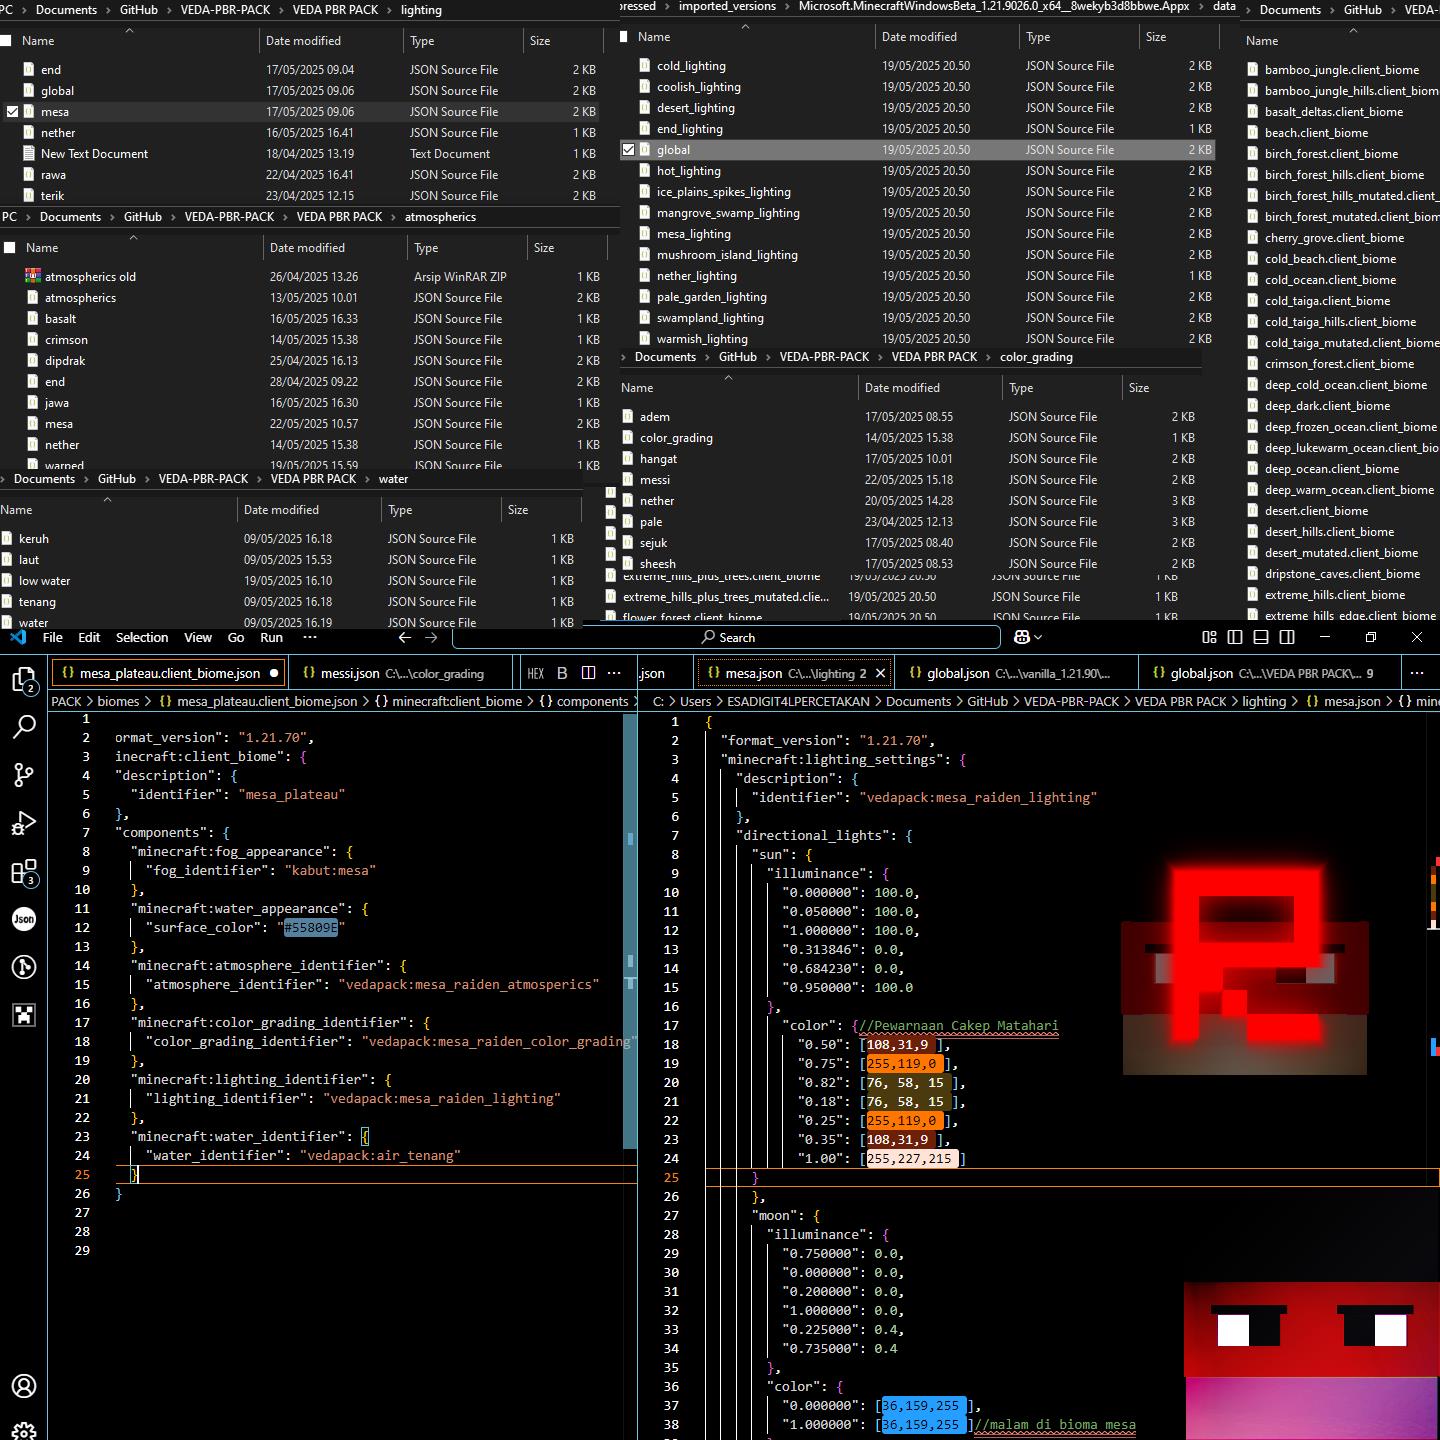 PC > Documents > GitHub > VEDA-PBR-PACK > VEDA PBR PACK > lighting
Name Date modified Type Size
end 17/05/2025 09.04 JSON Source File 2 KB
global 17/05/2025 09.06 JSON Source File 2 KB
mesa 17/05/2025 09.06 JSON Source File 2 KB
nether 16/05/2025 16.41 JSON Source File 2 KB
New Text Document 18/04/2025 13.19 Text Document 1 KB
rawa 22/04/2025 16.41 JSON Source File 2 KB
terik 23/04/2025 12.15 JSON Source File 2 KB
PC > Documents > GitHub > VEDA-PBR-PACK > VEDA PBR PACK > atmospherics
Name Date modified Type Size
atmospherics old 26/04/2025 13.26 Arsip WinRAR ZIP 1 KB
atmospherics 13/05/2025 10.01 JSON Source File 2 KB
basalt 16/05/2025 16.33 JSON Source File 1 KB
crimson 14/05/2025 15.38 JSON Source File 1 KB
dipdrak 25/04/2025 16.13 JSON Source File 2 KB
end 28/04/2025 09.22 JSON Source File 2 KB
jawa 16/05/2025 16.30 JSON Source File 2 KB
mesa 22/05/2025 10.57 JSON Source File 2 KB
nether 14/05/2025 15.38 JSON Source File 1 KB
warped 19/05/2025 15.59 JSON Source File 1 KB
> Documents > GitHub > VEDA-PBR-PACK > VEDA PBR PACK > water
Name Date modified Type Size
keruh 09/05/2025 16.18 JSON Source File 1 KB
laut 09/05/2025 15.53 JSON Source File 1 KB
low water 19/05/2025 16.10 JSON Source File 1 KB
tenang 09/05/2025 16.18 JSON Source File 1 KB
water 09/05/2025 16.19 JSON Source File 1 KB
pressed > imported_versions > Microsoft.MinecraftWindowsBeta_1.21.9026.0_x64__8wekyb3d8bbwe.Appx > data
Name Date modified Type Size
cold_lighting 19/05/2025 20.50 JSON Source File 2 KB
coolish_lighting 19/05/2025 20.50 JSON Source File 2 KB
desert_lighting 19/05/2025 20.50 JSON Source File 2 KB
end_lighting 19/05/2025 20.50 JSON Source File 1 KB
global 19/05/2025 20.50 JSON Source File 2 KB
hot_lighting 19/05/2025 20.50 JSON Source File 2 KB
ice_plains_spikes_lighting 19/05/2025 20.50 JSON Source File 2 KB
mangrove_swamp_lighting 19/05/2025 20.50 JSON Source File 2 KB
mesa_lighting 19/05/2025 20.50 JSON Source File 2 KB
mushroom_island_lighting 19/05/2025 20.50 JSON Source File 2 KB
nether_lighting 19/05/2025 20.50 JSON Source File 1 KB
pale_garden_lighting 19/05/2025 20.50 JSON Source File 2 KB
swampland_lighting 19/05/2025 20.50 JSON Source File 2 KB
warmish_lighting 19/05/2025 20.50 JSON Source File 2 KB
> Documents > GitHub > VEDA-PBR-PACK > VEDA PBR PACK > color_grading
Name Date modified Type Size
adem 17/05/2025 08.55 JSON Source File 2 KB
color_grading 14/05/2025 15.38 JSON Source File 1 KB
hangat 17/05/2025 10.01 JSON Source File 2 KB
messi 22/05/2025 15.18 JSON Source File 2 KB
nether 20/05/2025 14.28 JSON Source File 3 KB
pale 23/04/2025 12.13 JSON Source File 3 KB
sejuk 17/05/2025 08.40 JSON Source File 2 KB
sheesh 17/05/2025 08.53 JSON Source File 2 KB
extreme_hills_plus_trees.client_biome 19/05/2025 20.50 JSON Source File 1 KB
extreme_hills_plus_trees_mutated.clie... 19/05/2025 20.50 JSON Source File 1 KB
flower_forest.client_biome 19/05/2025 20.50 JSON Source File 1 KB
> Documents > GitHub > VEDA-
Name
bamboo_jungle.client_biome
bamboo_jungle_hills.client_biom
basalt_deltas.client_biome
beach.client_biome
birch_forest.client_biome
birch_forest_hills.client_biome
birch_forest_hills_mutated.client_
birch_forest_mutated.client_biom
cherry_grove.client_biome
cold_beach.client_biome
cold_ocean.client_biome
cold_taiga.client_biome
cold_taiga_hills.client_biome
cold_taiga_mutated.client_biome
crimson_forest.client_biome
deep_cold_ocean.client_biome
deep_dark.client_biome
deep_frozen_ocean.client_biome
deep_lukewarm_ocean.client_bio
deep_ocean.client_biome
deep_warm_ocean.client_biome
desert.client_biome
desert_hills.client_biome
desert_mutated.client_biome
dripstone_caves.client_biome
extreme_hills.client_biome
extreme_hills_edge.client_biome
File Edit Selection View Go Run ··· Search
mesa_plateau.client_biome.json messi.json C:\...\color_grading HEX B ···
PACK > biomes > {} mesa_plateau.client_biome.json > {} minecraft:client_biome > {} components >
2
3
Json
1
2 ormat_version": "1.21.70",
3 inecraft:client_biome": {
4 "description": {
5 "identifier": "mesa_plateau"
6 },
7 "components": {
8 "minecraft:fog_appearance": {
9 "fog_identifier": "kabut:mesa"
10 },
11 "minecraft:water_appearance": {
12 "surface_color": "#55809E"
13 },
14 "minecraft:atmosphere_identifier": {
15 "atmosphere_identifier": "vedapack:mesa_raiden_atmosperics"
16 },
17 "minecraft:color_grading_identifier": {
18 "color_grading_identifier": "vedapack:mesa_raiden_color_grading"
19 },
20 "minecraft:lighting_identifier": {
21 "lighting_identifier": "vedapack:mesa_raiden_lighting"
22 },
23 "minecraft:water_identifier": {
24 "water_identifier": "vedapack:air_tenang"
25 }
26 }
27
28
29
.json mesa.json C:\...\lighting 2 global.json C:\...\vanilla_1.21.90\... global.json C:\...\VEDA PBR PACK\... 9 ···
C: > Users > ESADIGIT4LPERCETAKAN > Documents > GitHub > VEDA-PBR-PACK > VEDA PBR PACK > lighting > {} mesa.json > {} mine
1 {
2 "format_version": "1.21.70",
3 "minecraft:lighting_settings": {
4 "description": {
5 "identifier": "vedapack:mesa_raiden_lighting"
6 },
7 "directional_lights": {
8 "sun": {
9 "illuminance": {
10 "0.000000": 100.0,
11 "0.050000": 100.0,
12 "1.000000": 100.0,
13 "0.313846": 0.0,
14 "0.684230": 0.0,
15 "0.950000": 100.0
16 },
17 "color": {//Pewarnaan Cakep Matahari
18 "0.50": [108,31,9 ],
19 "0.75": [255,119,0 ],
20 "0.82": [76, 58, 15 ],
21 "0.18": [76, 58, 15 ],
22 "0.25": [255,119,0 ],
23 "0.35": [108,31,9 ],
24 "1.00": [255,227,215 ]
25 }
26 },
27 "moon": {
28 "illuminance": {
29 "0.750000": 0.0,
30 "0.000000": 0.0,
31 "0.200000": 0.0,
32 "1.000000": 0.0,
33 "0.225000": 0.4,
34 "0.735000": 0.4
35 },
36 "color": {
37 "0.000000": [36,159,255 ],
38 "1.000000": [36,159,255 ]//malam di bioma mesa